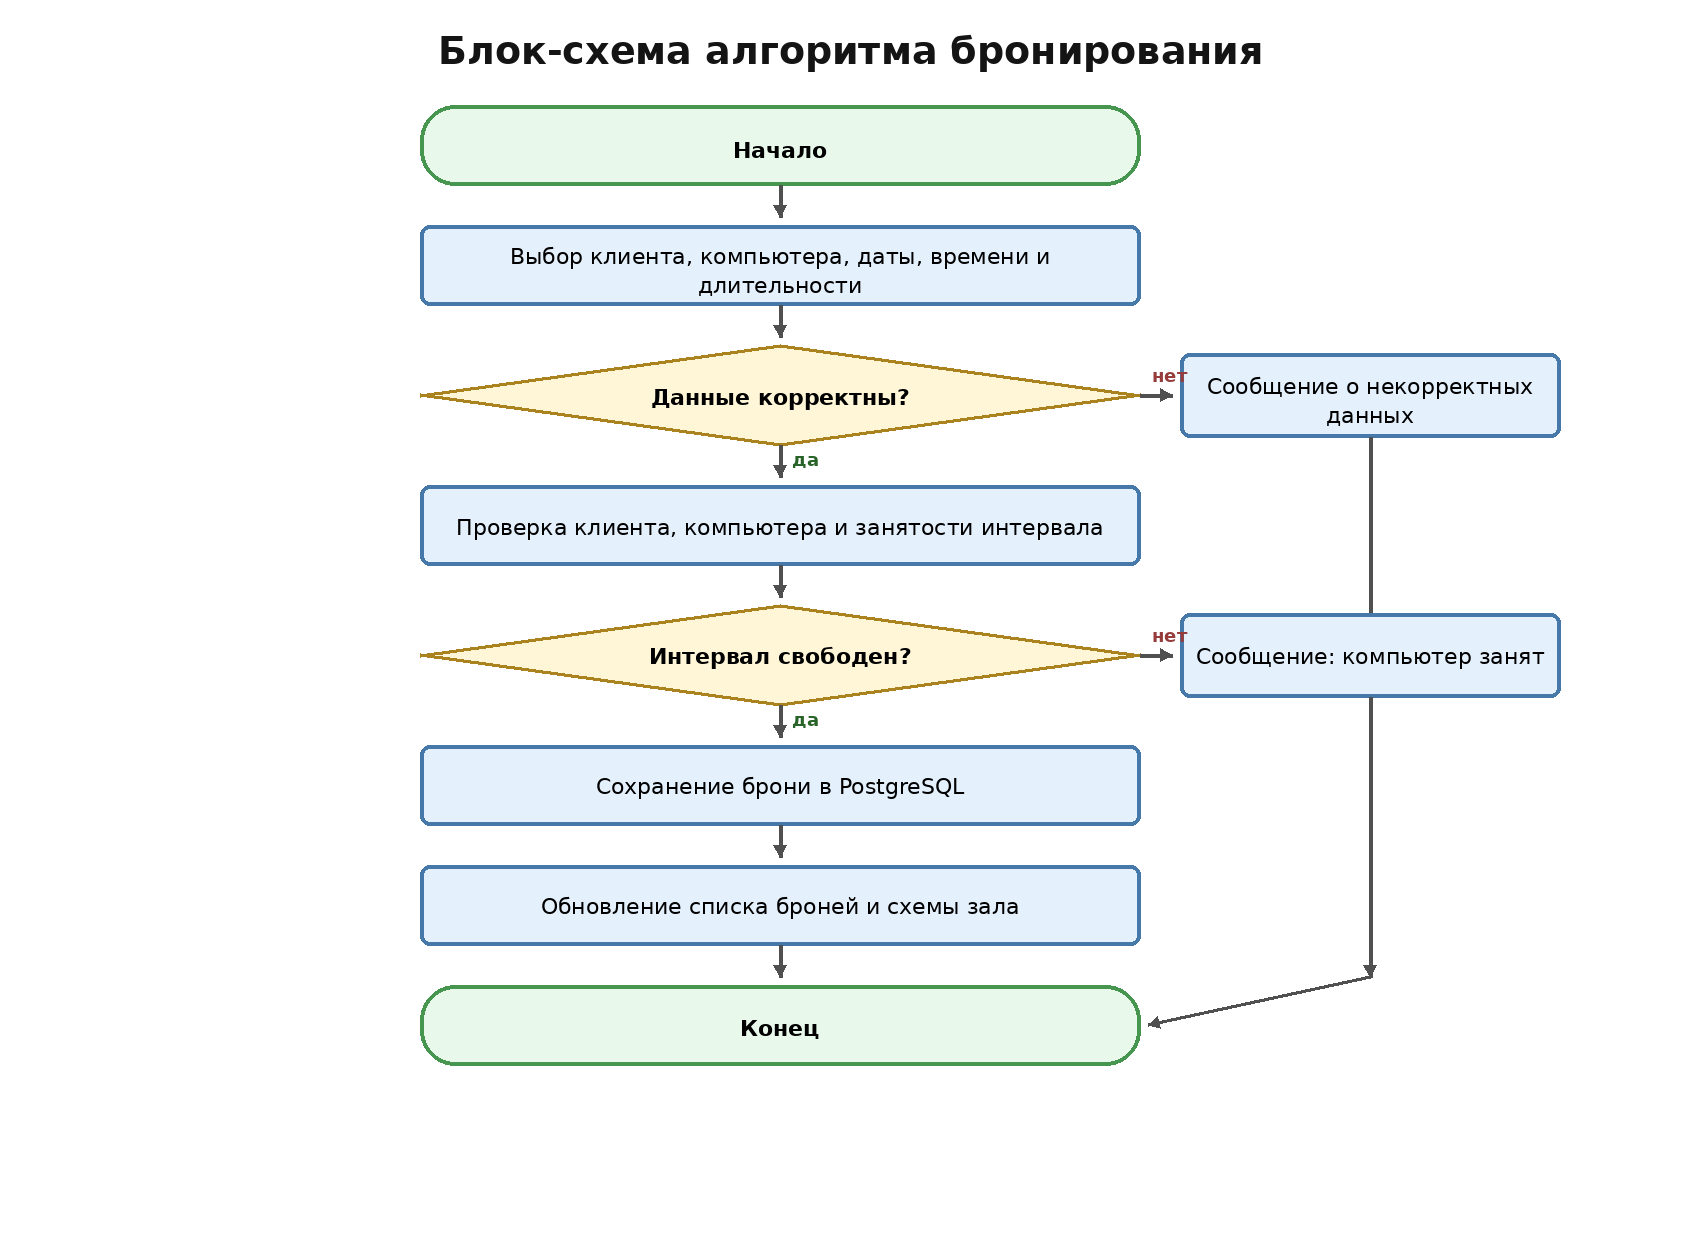 Блок-схема алгоритма бронирования
Начало
Выбор клиента, компьютера, даты, времени и
длительности
Данные корректны?
нет
Сообщение о некорректных
данных
да
Проверка клиента, компьютера и занятости интервала
Интервал свободен?
нет
Сообщение: компьютер занят
да
Сохранение брони в PostgreSQL
Обновление списка броней и схемы зала
Конец